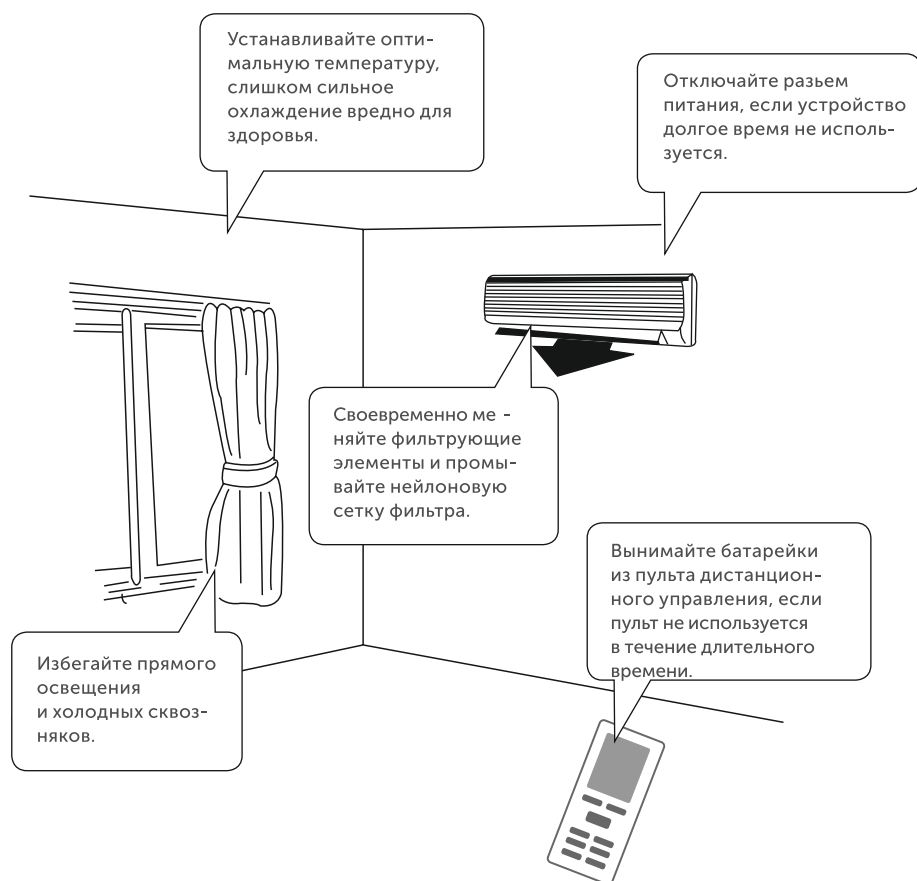 Устанавливайте опти-
мальную температуру,
слишком сильное
охлаждение вредно для
здоровья.
Отключайте разьем
питания, если устройство
долгое время не исполь-
зуется.
Своевременно ме -
няйте фильтрующие
элементы и промы-
вайте нейлоновую
сетку фильтра.
Вынимайте батарейки
из пульта дистанцион-
ного управления, если
пульт не используется
в течение длительного
времени.
Избегайте прямого
освещения
и холодных сквоз-
няков.